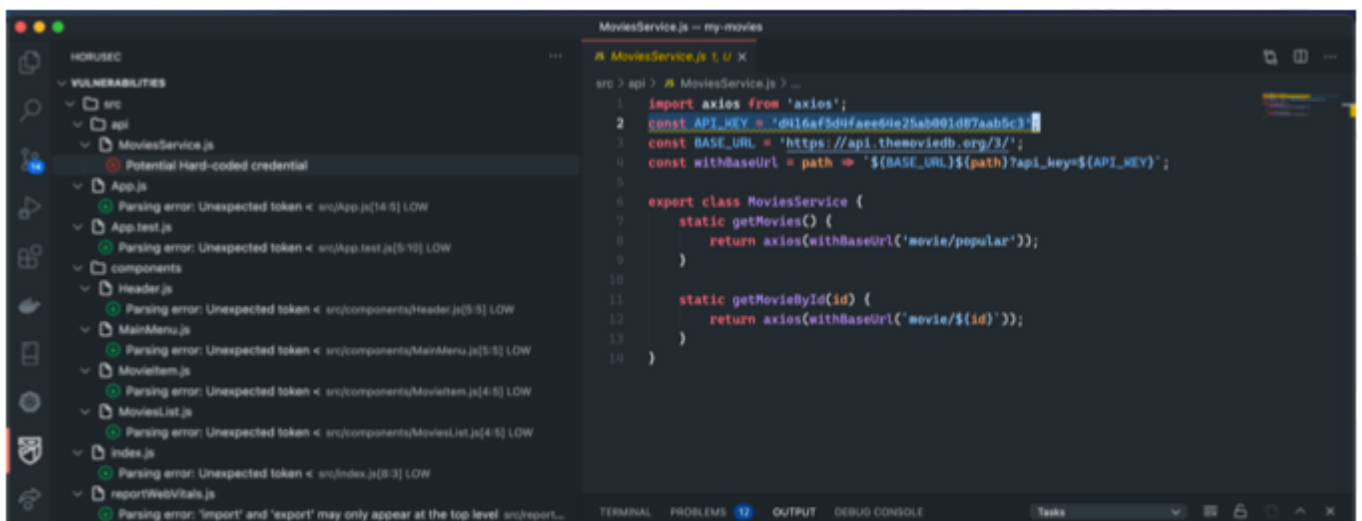 MoviesService.js — my-movies
HORUSEC
VULNERABILITIES
src
api
MoviesService.js
Potential Hard-coded credential
App.js
Parsing error: Unexpected token < src/App.js[14:5] LOW
App.test.js
Parsing error: Unexpected token < src/App.test.js[5:10] LOW
components
Header.js
Parsing error: Unexpected token < src/components/Header.js[5:5] LOW
MainMenu.js
Parsing error: Unexpected token < src/components/MainMenu.js[5:5] LOW
MovieItem.js
Parsing error: Unexpected token < src/components/MovieItem.js[4:5] LOW
MoviesList.js
Parsing error: Unexpected token < src/components/MoviesList.js[4:5] LOW
index.js
Parsing error: Unexpected token < src/index.js[8:3] LOW
reportWebVitals.js
Parsing error: 'import' and 'export' may only appear at the top level src/report...
14
JS MoviesService.js 1, U ×
src > api > JS MoviesService.js > ...
1 import axios from 'axios';
2 const API_KEY = 'd416af5d4faee64e25ab001d87aab5c3';
3 const BASE_URL = 'https://api.themoviedb.org/3/';
4 const withBaseUrl = path => `${BASE_URL}${path}?api_key=${API_KEY}`;
5
6 export class MoviesService {
7 static getMovies() {
8 return axios(withBaseUrl('movie/popular'));
9 }
10
11 static getMovieById(id) {
12 return axios(withBaseUrl(`movie/${id}`));
13 }
14 }
TERMINAL PROBLEMS 12 OUTPUT DEBUG CONSOLE Tasks